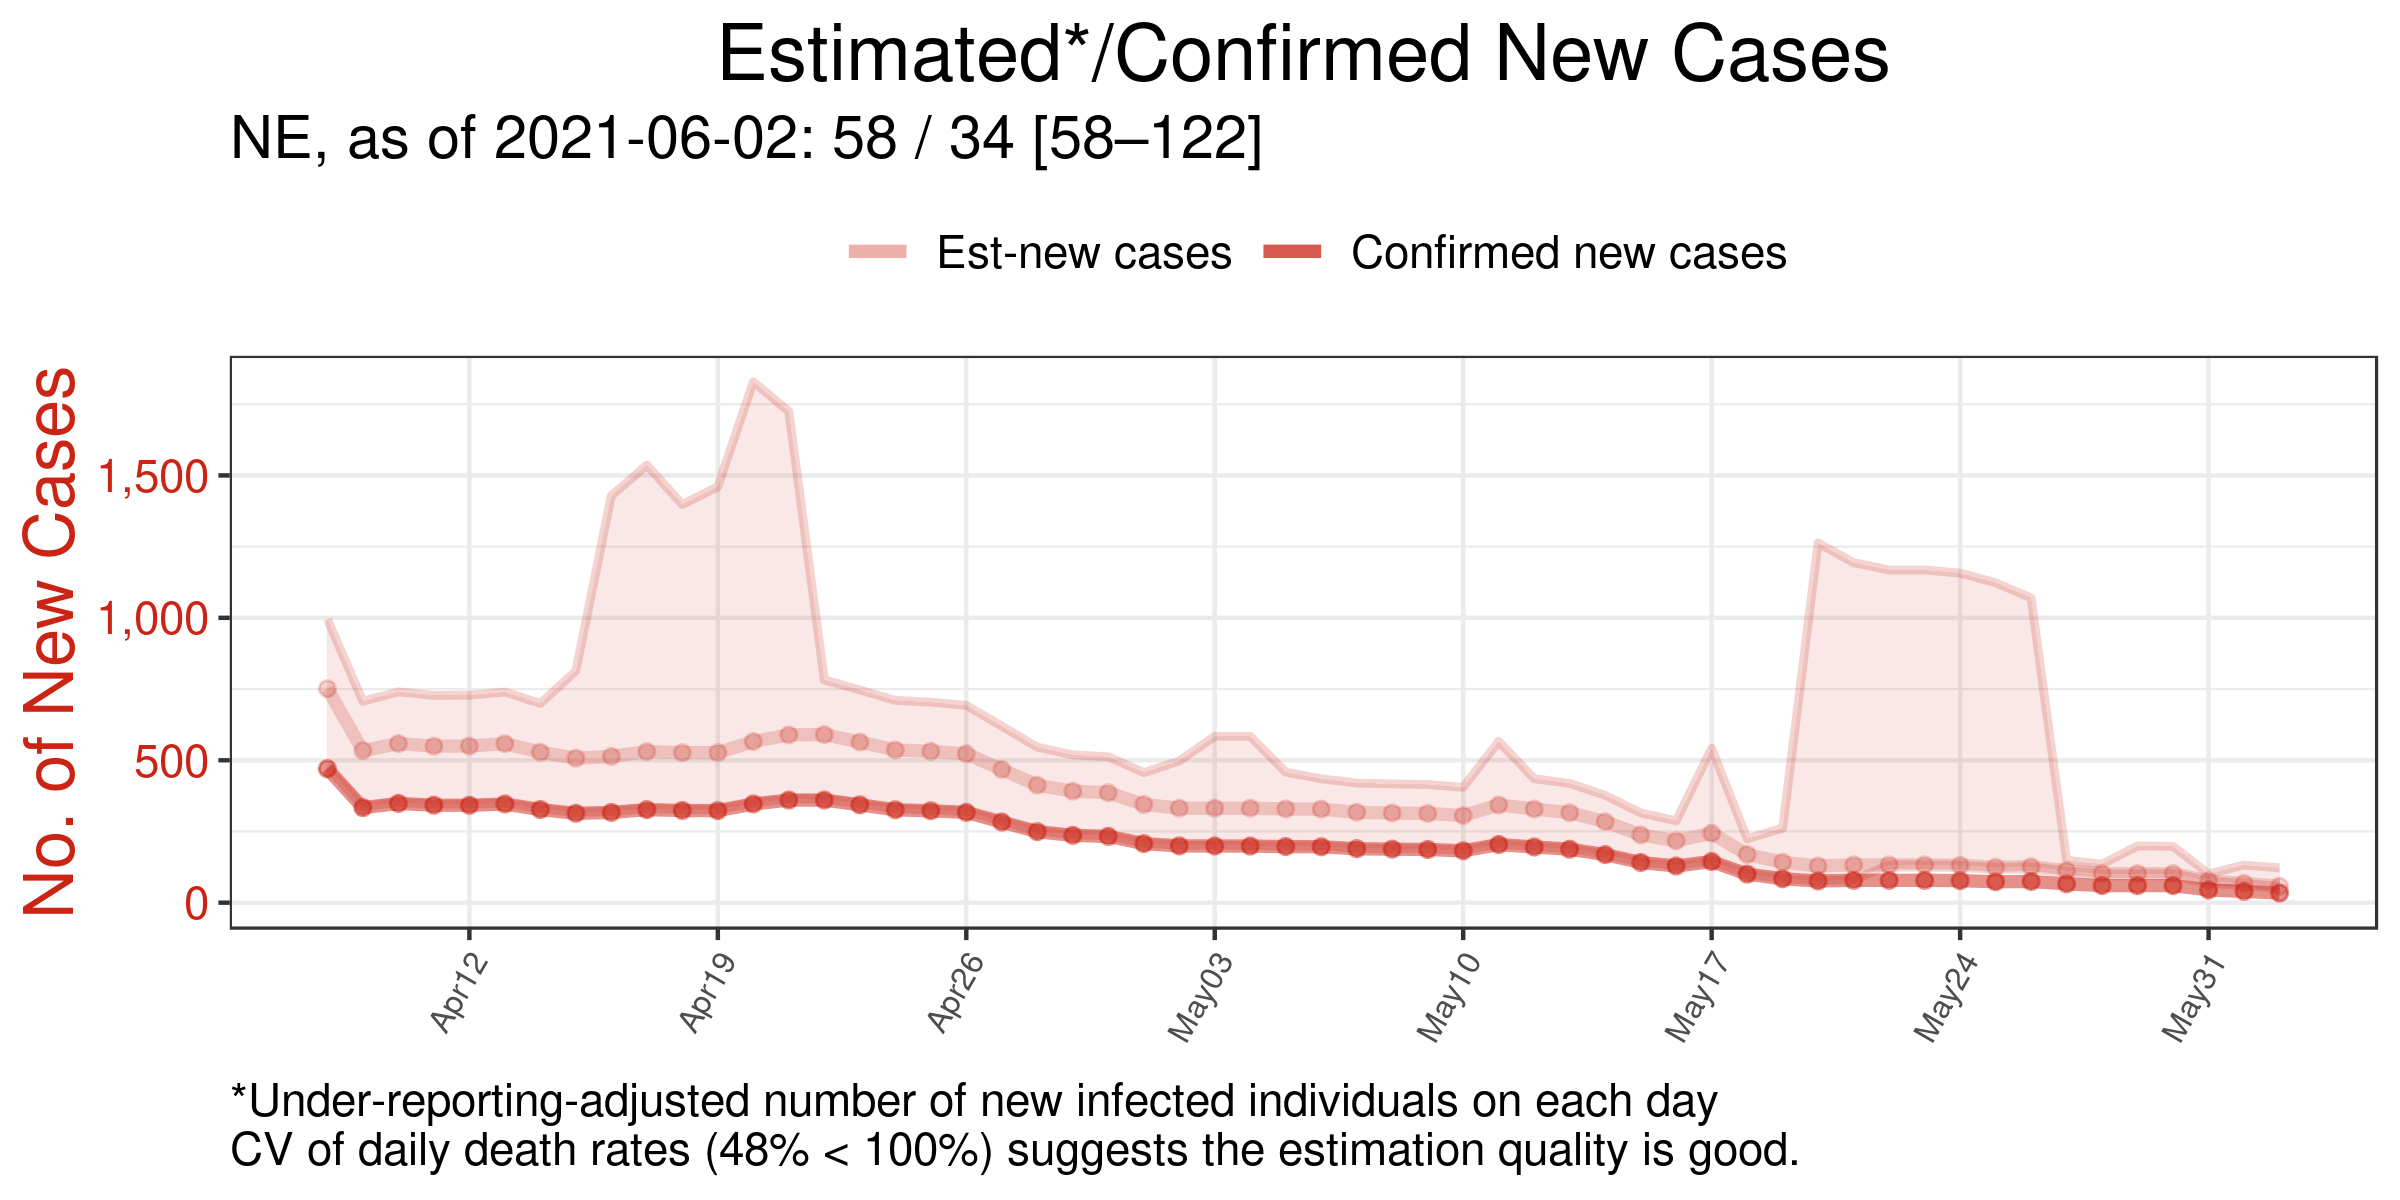 Estimated*/Confirmed New Cases
NE, as of 2021-06-02: 58 / 34 [58–122]
Est-new cases Confirmed new cases
No. of New Cases
1,500
1,000
500
0
Apr12 Apr19 Apr26 May03 May10 May17 May24 May31
*Under-reporting-adjusted number of new infected individuals on each day
CV of daily death rates (48% < 100%) suggests the estimation quality is good.